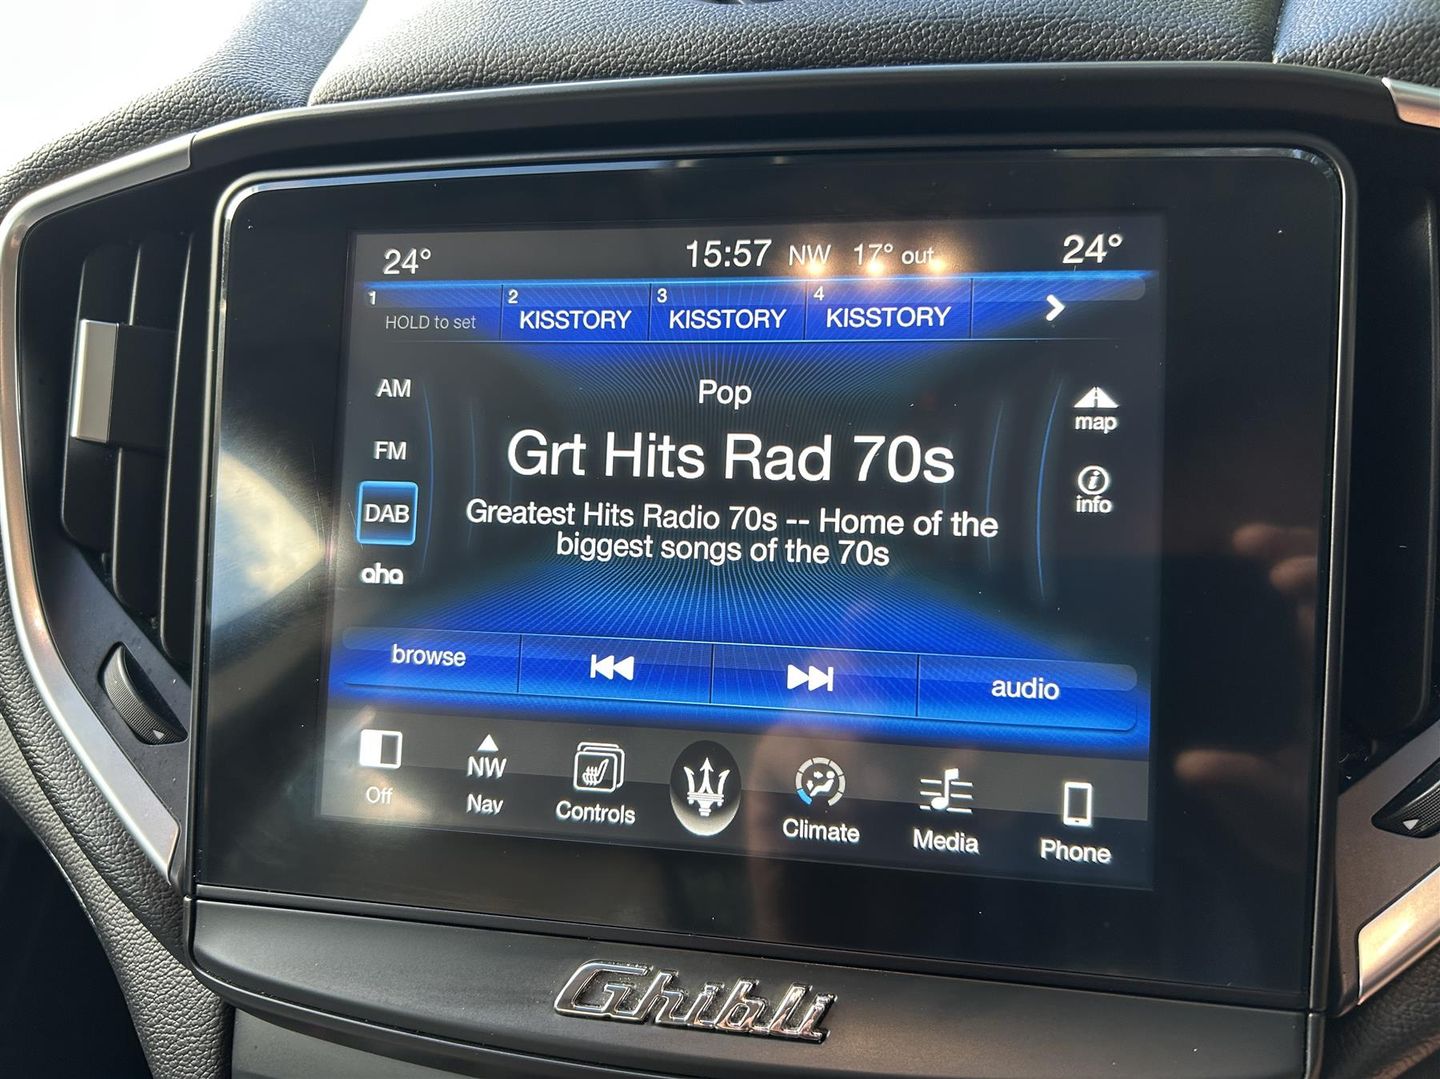 24° 15:57 NW 17° out 24°
1 HOLD to set 2 KISSTORY 3 KISSTORY 4 KISSTORY
AM
Pop
map
FM
Grt Hits Rad 70s
info
DAB
Greatest Hits Radio 70s -- Home of the
biggest songs of the 70s
aha
browse audio
NW
Off Nav Controls Climate Media Phone
Ghibli